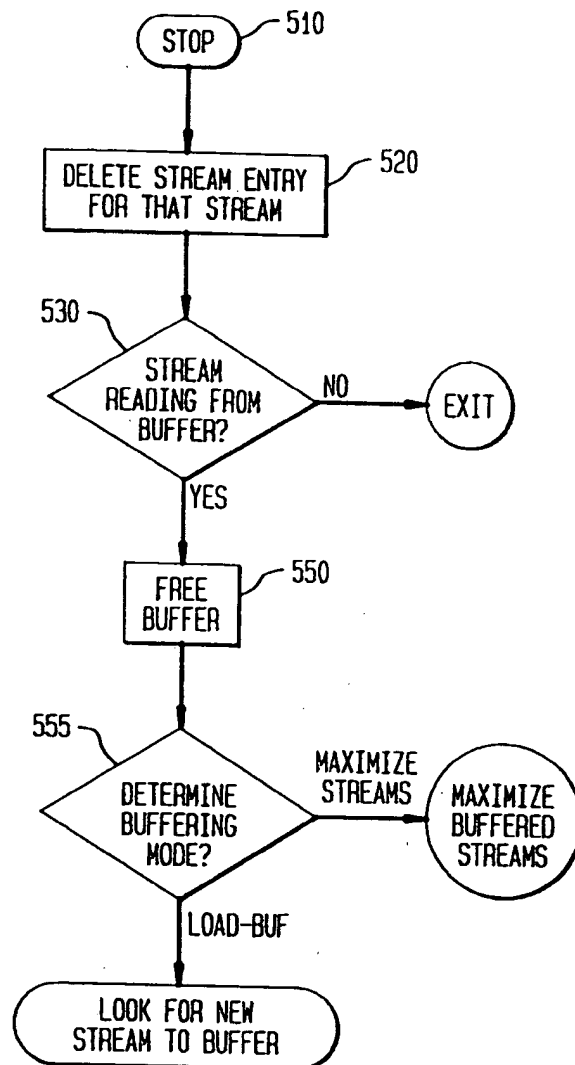 STOP
510
DELETE STREAM ENTRY
FOR THAT STREAM
520
530
STREAM
READING FROM
BUFFER?
NO
EXIT
YES
FREE
BUFFER
550
555
DETERMINE
BUFFERING
MODE?
MAXIMIZE
STREAMS
MAXIMIZE
BUFFERED
STREAMS
LOAD-BUF
LOOK FOR NEW
STREAM TO BUFFER